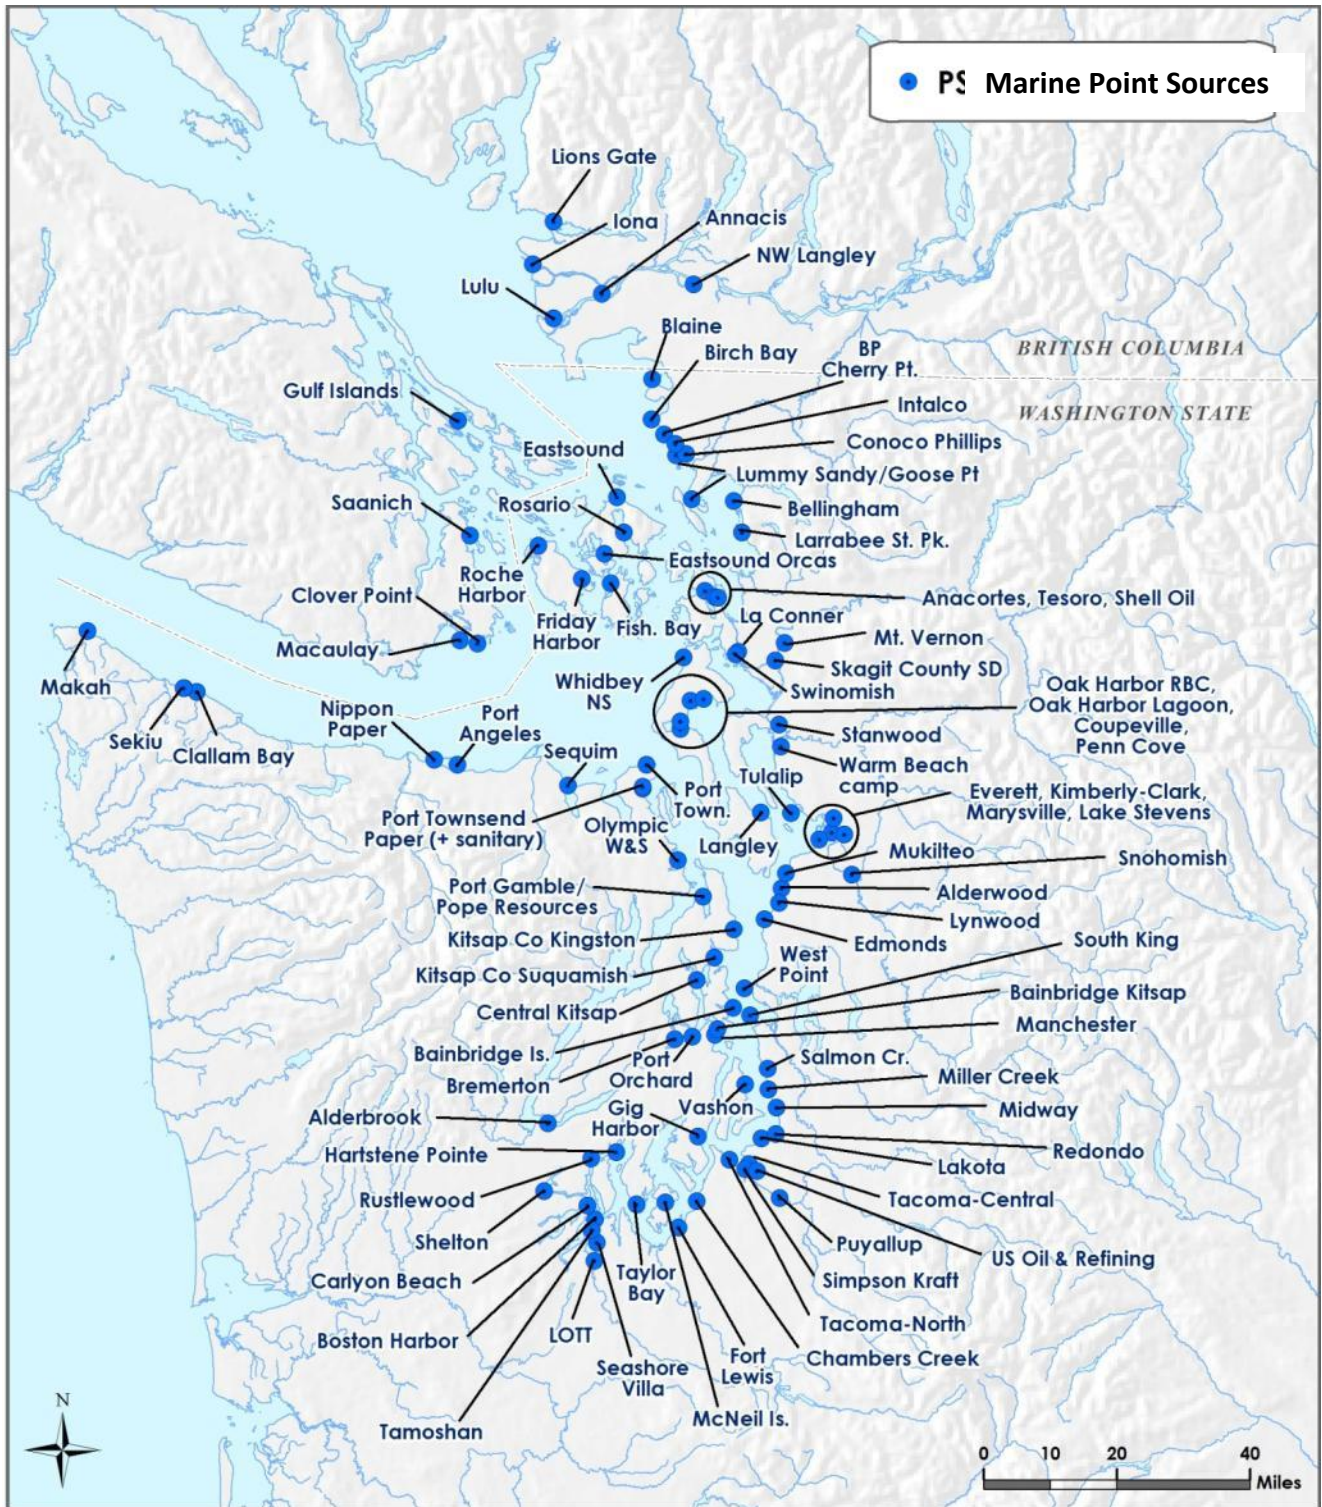 PS Marine Point Sources
Lions Gate
Iona
Annacis
NW Langley
Lulu
Blaine
Birch Bay
BP
Cherry Pt.
BRITISH COLUMBIA
WASHINGTON STATE
Gulf Islands
Intalco
Conoco Phillips
Eastsound
Lummy Sandy/Goose Pt
Saanich
Rosario
Bellingham
Larrabee St. Pk.
Eastsound Orcas
Roche
Harbor
Clover Point
Anacortes, Tesoro, Shell Oil
Friday
Harbor
Fish. Bay
La Conner
Mt. Vernon
Macaulay
Skagit County SD
Swinomish
Makah
Whidbey
NS
Oak Harbor RBC,
Oak Harbor Lagoon,
Coupeville,
Penn Cove
Sekiu
Clallam Bay
Nippon
Paper
Port
Angeles
Sequim
Stanwood
Warm Beach
camp
Tulalip
Port
Town.
Everett, Kimberly-Clark,
Marysville, Lake Stevens
Port Townsend
Paper (+ sanitary)
Olympic
W&S
Langley
Mukilteo
Snohomish
Port Gamble/
Pope Resources
Alderwood
Lynwood
Kitsap Co Kingston
Edmonds
South King
West
Point
Kitsap Co Suquamish
Bainbridge Kitsap
Central Kitsap
Manchester
Bainbridge Is.
Bremerton
Port
Orchard
Salmon Cr.
Miller Creek
Vashon
Midway
Alderbrook
Gig
Harbor
Redondo
Hartstene Pointe
Lakota
Rustlewood
Tacoma-Central
Shelton
Puyallup
US Oil & Refining
Carlyon Beach
Taylor
Bay
Simpson Kraft
Boston Harbor
LOTT
Tacoma-North
Seashore
Villa
Fort
Lewis
Chambers Creek
Tamoshan
McNeil Is.
N
0 10 20 40
Miles